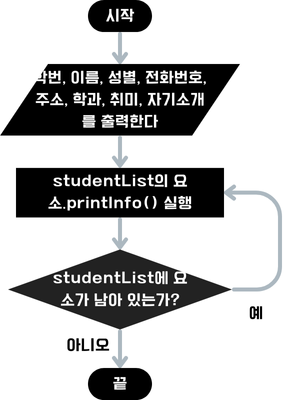 시작
학번, 이름, 성별, 전화번호,
주소, 학과, 취미, 자기소개
를 출력한다
studentList의 요
소.printInfo() 실행
studentList에 요
소가 남아 있는가?
예
아니오
끝